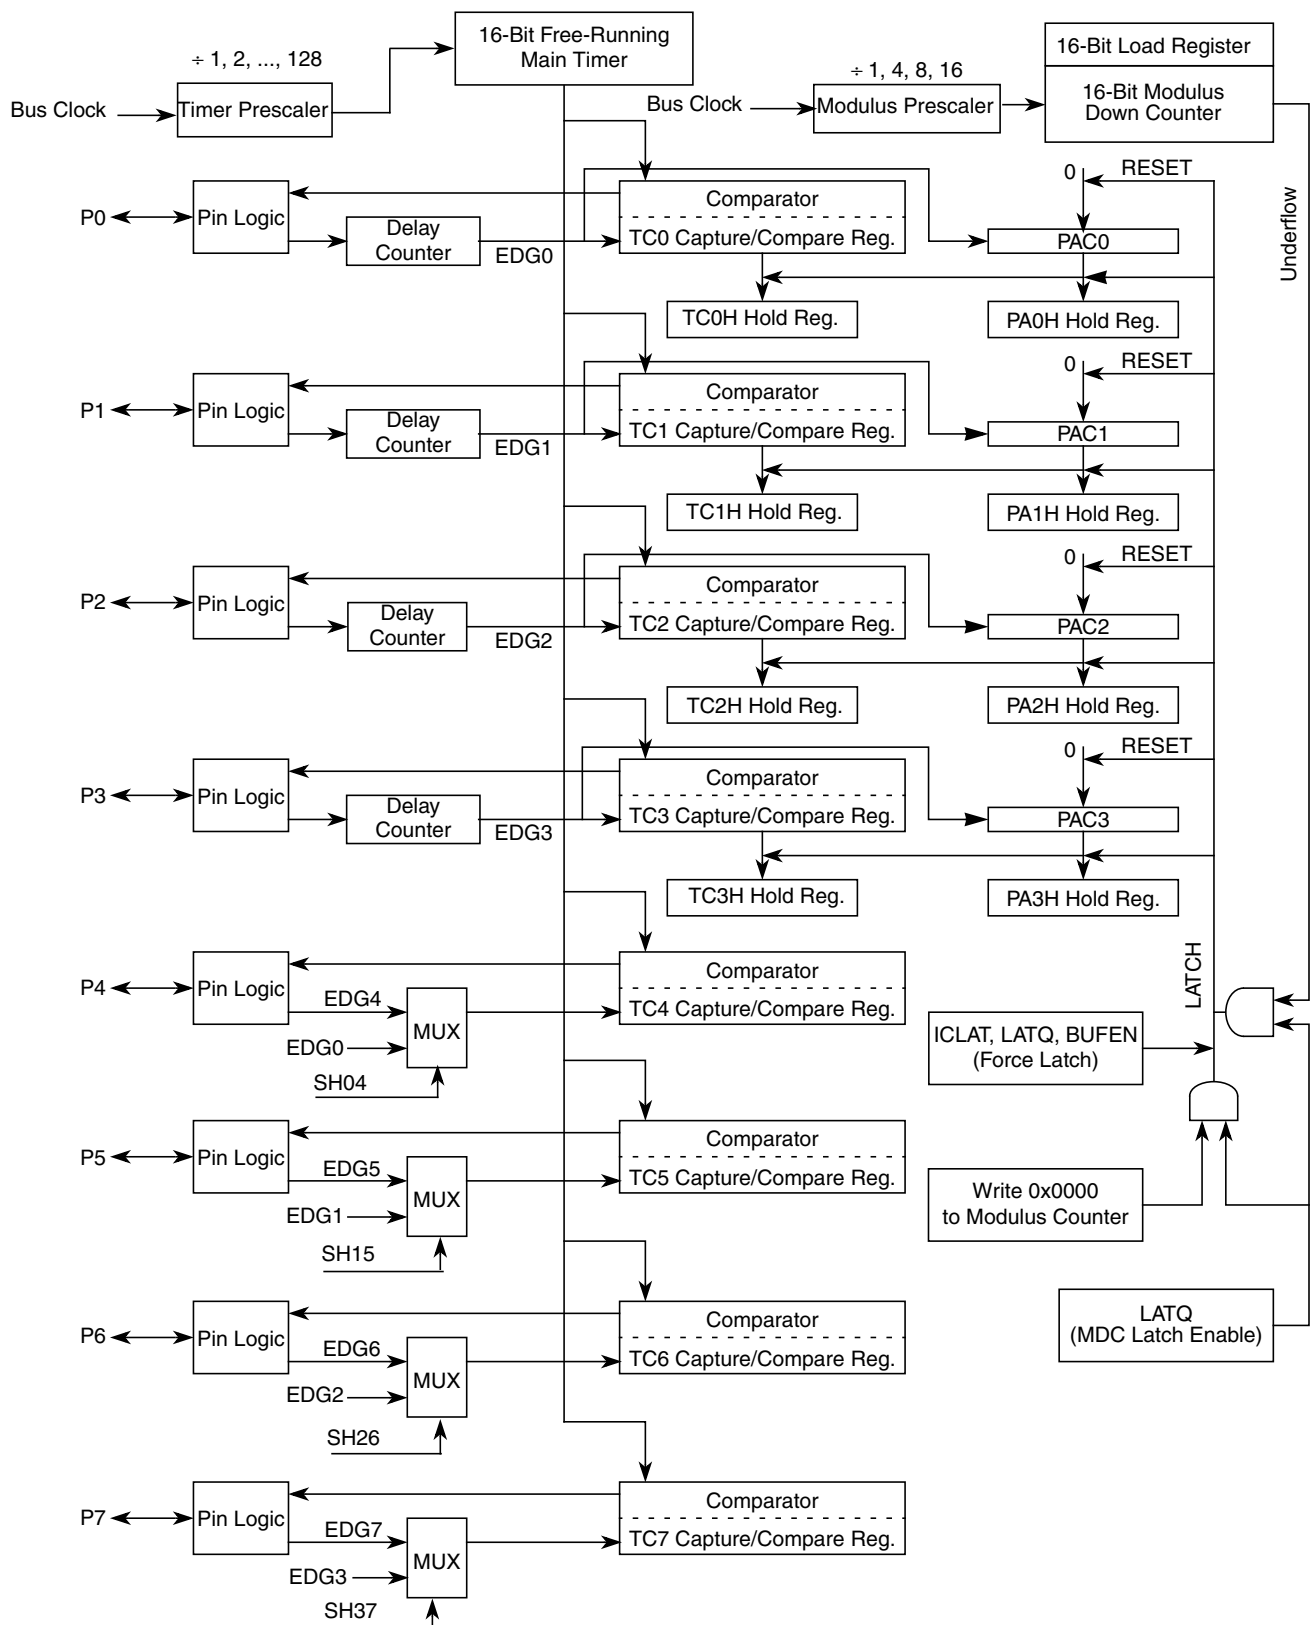 16-Bit Free-Running
Main Timer
16-Bit Load Register
16-Bit Modulus
Down Counter
÷ 1, 2, ..., 128
Bus Clock
Timer Prescaler
÷ 1, 4, 8, 16
Bus Clock
Modulus Prescaler
Underflow
P0
Pin Logic
Delay
Counter
EDG0
Comparator
TC0 Capture/Compare Reg.
0
RESET
PAC0
TC0H Hold Reg.
PA0H Hold Reg.
P1
Pin Logic
Delay
Counter
EDG1
Comparator
TC1 Capture/Compare Reg.
0
RESET
PAC1
TC1H Hold Reg.
PA1H Hold Reg.
P2
Pin Logic
Delay
Counter
EDG2
Comparator
TC2 Capture/Compare Reg.
0
RESET
PAC2
TC2H Hold Reg.
PA2H Hold Reg.
P3
Pin Logic
Delay
Counter
EDG3
Comparator
TC3 Capture/Compare Reg.
0
RESET
PAC3
TC3H Hold Reg.
PA3H Hold Reg.
LATCH
P4
Pin Logic
EDG4
EDG0
MUX
SH04
Comparator
TC4 Capture/Compare Reg.
ICLAT, LATQ, BUFEN
(Force Latch)
P5
Pin Logic
EDG5
EDG1
MUX
SH15
Comparator
TC5 Capture/Compare Reg.
Write 0x0000
to Modulus Counter
P6
Pin Logic
EDG6
EDG2
MUX
SH26
Comparator
TC6 Capture/Compare Reg.
LATQ
(MDC Latch Enable)
P7
Pin Logic
EDG7
EDG3
MUX
SH37
Comparator
TC7 Capture/Compare Reg.